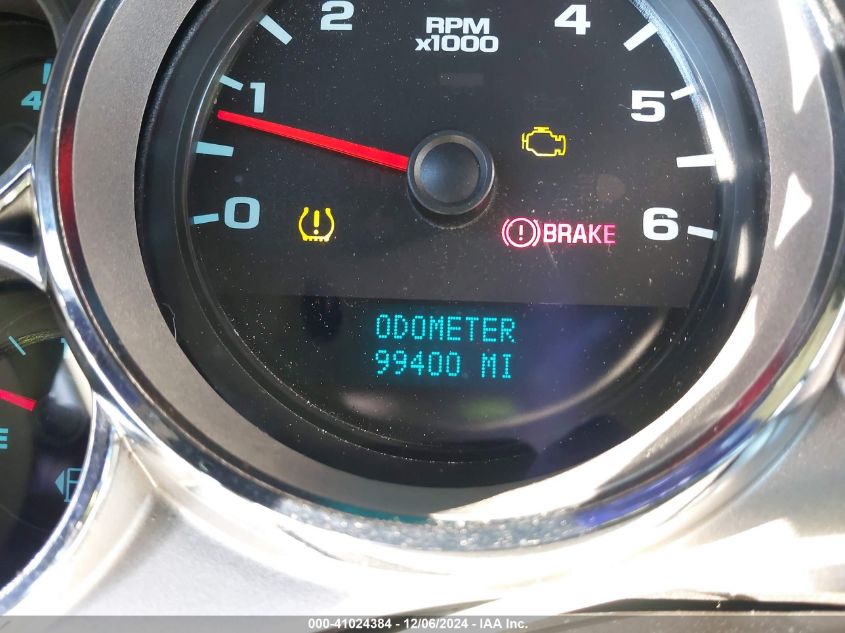 2
4
RPM
x1000
4
1
5
0
BRAKE
6
ODOMETER
99400 MI
E
F
000-41024384 - 12/06/2024 - IAA Inc.